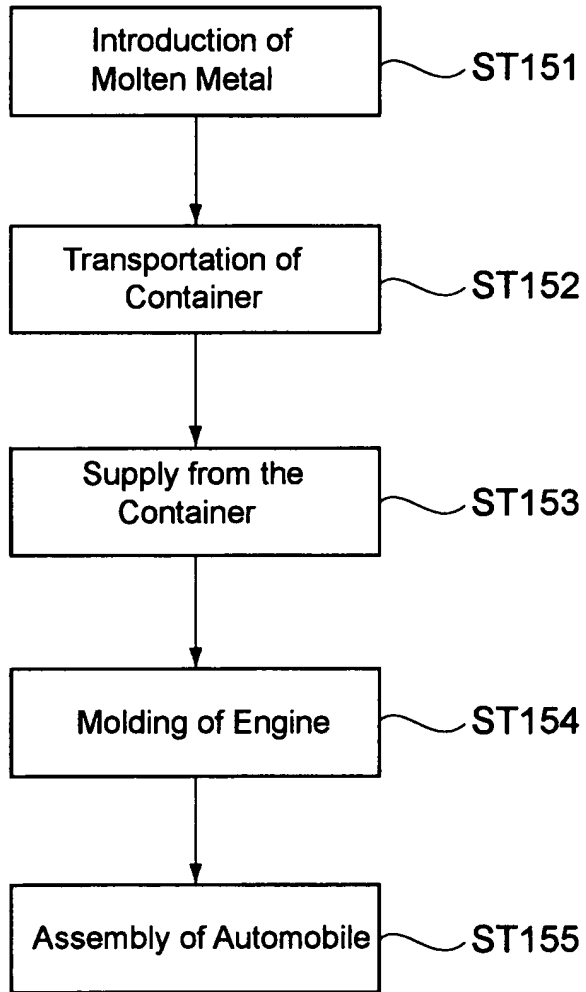 Introduction of
Molten Metal
ST151
Transportation of
Container
ST152
Supply from the
Container
ST153
Molding of Engine
ST154
Assembly of Automobile
ST155